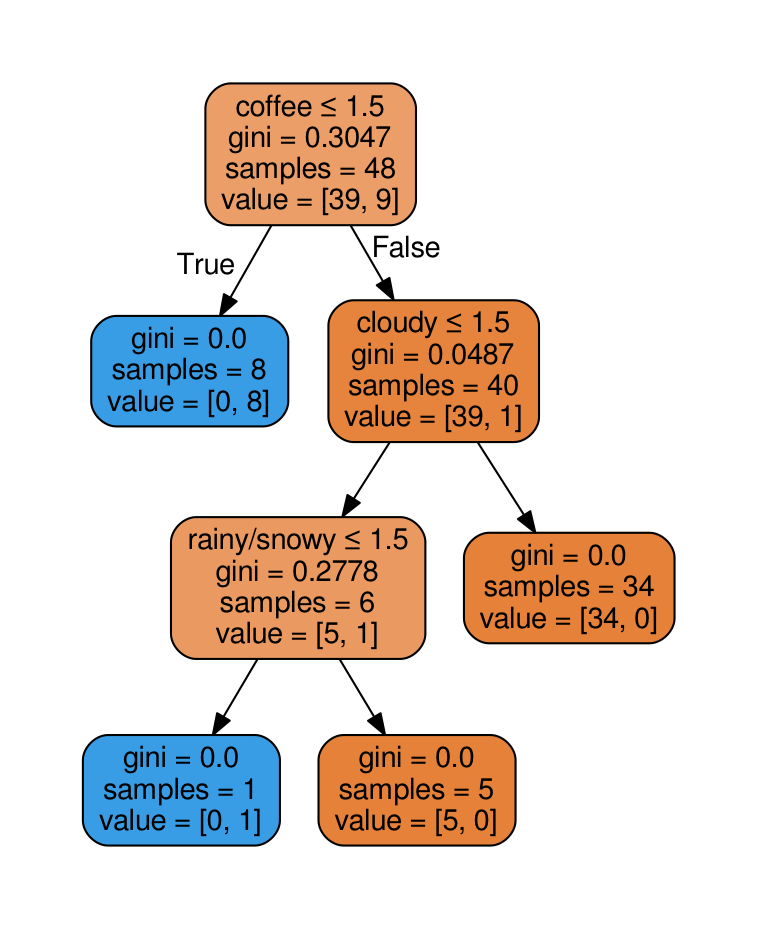 coffee ≤ 1.5
gini = 0.3047
samples = 48
value = [39, 9]
True
False
gini = 0.0
samples = 8
value = [0, 8]
cloudy ≤ 1.5
gini = 0.0487
samples = 40
value = [39, 1]
rainy/snowy ≤ 1.5
gini = 0.2778
samples = 6
value = [5, 1]
gini = 0.0
samples = 34
value = [34, 0]
gini = 0.0
samples = 1
value = [0, 1]
gini = 0.0
samples = 5
value = [5, 0]